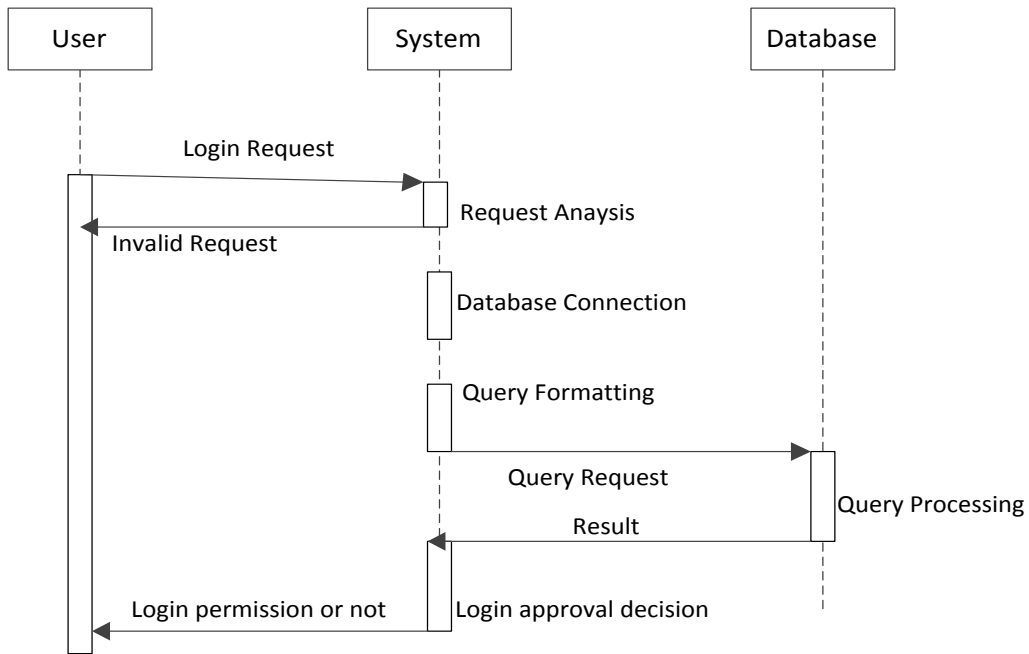 User
System
Database
Login Request
Request Anaysis
Invalid Request
Database Connection
Query Formatting
Query Request
Query Processing
Result
Login permission or not
Login approval decision